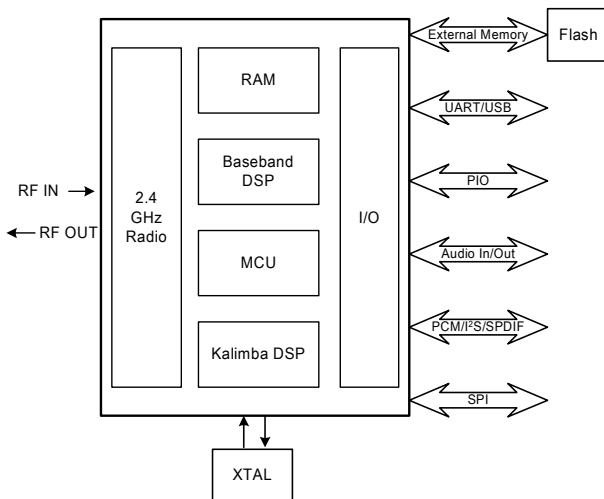 External Memory
Flash
RAM
UART/USB
Baseband
DSP
PIO
RF IN
2.4
GHz
Radio
I/O
RF OUT
MCU
Audio In/Out
PCM/I²S/SPDIF
Kalimba DSP
SPI
XTAL